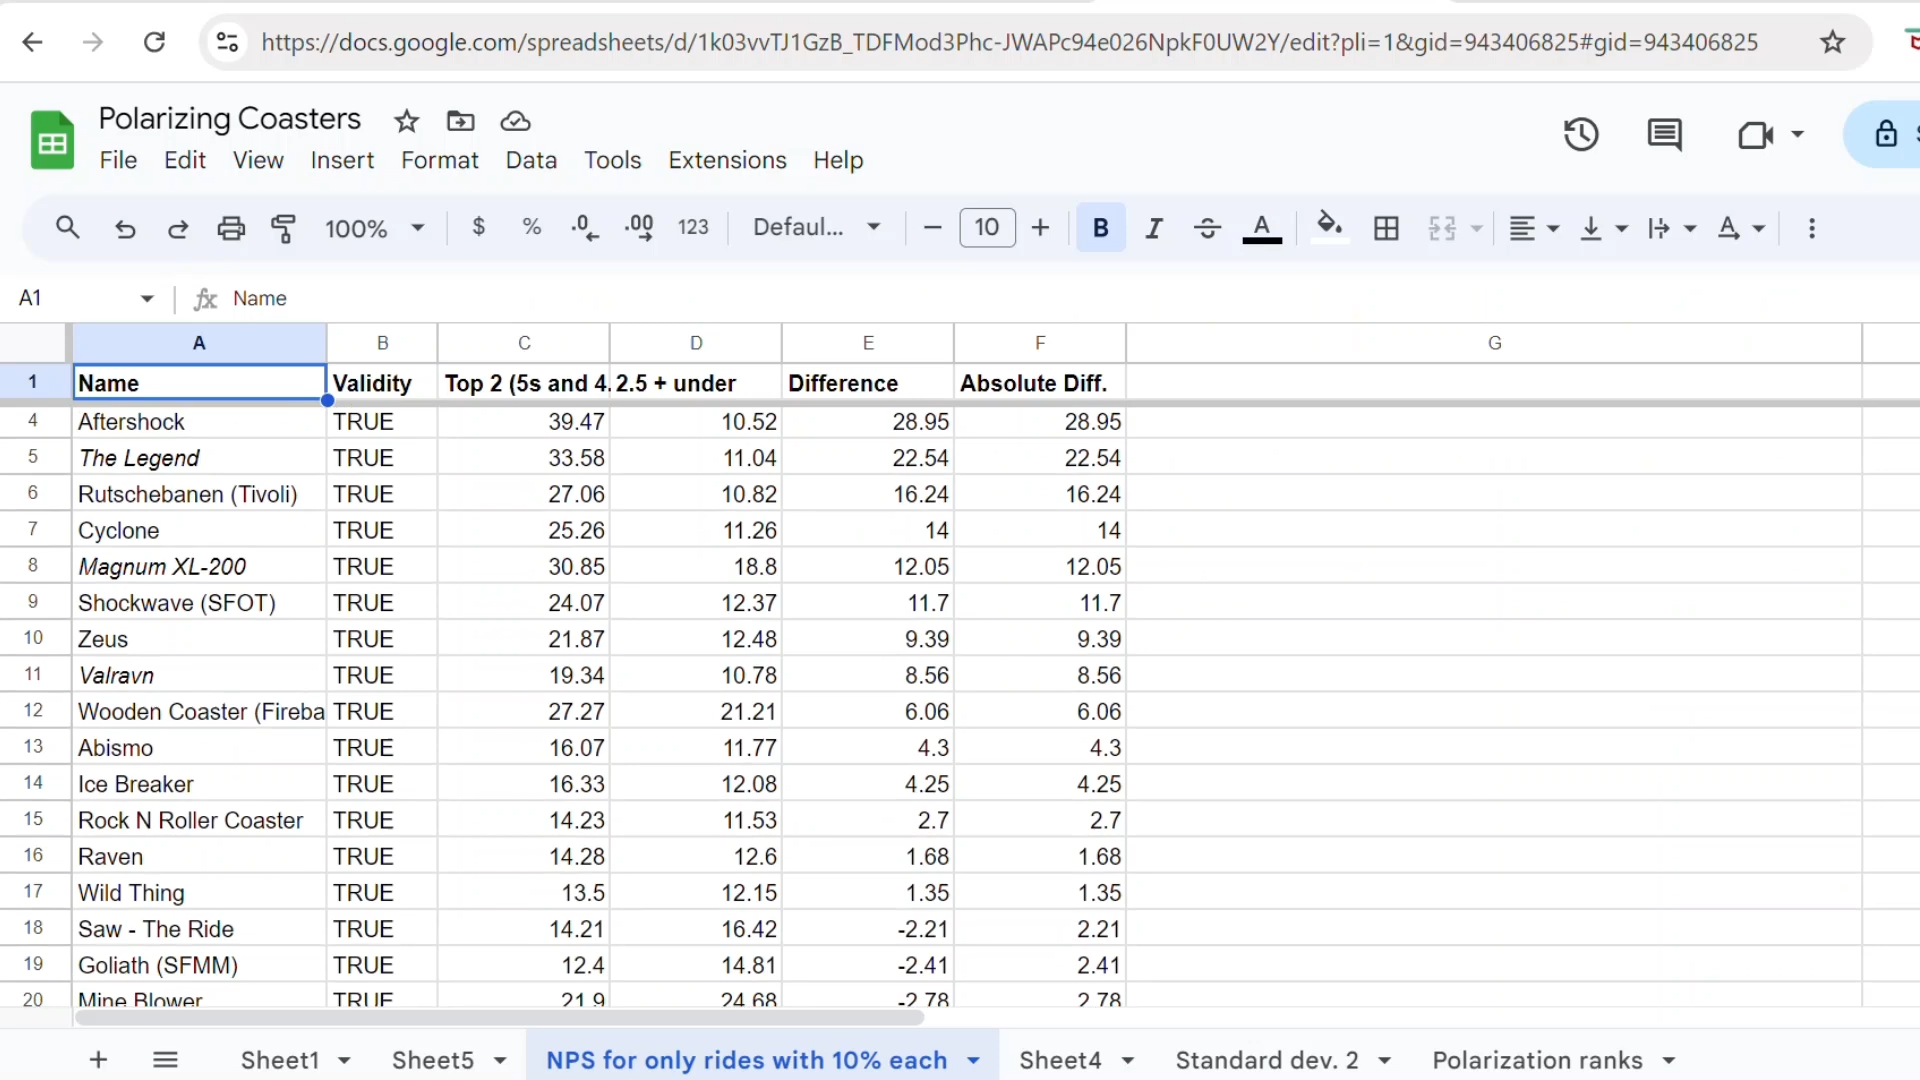 https://docs.google.com/spreadsheets/d/1k03vvTJ1GzB_TDFMod3Phc-JWAPc94e026NpkF0UW2Y/edit?pli=1&gid=943406825#gid=943406825
Polarizing Coasters
File Edit View Insert Format Data Tools Extensions Help
100% $ % .0 .00 123 Defaul... 10 B I S A A
A1 fx Name
A B C D E F G
1 Name Validity Top 2 (5s and 4. 2.5 + under Difference Absolute Diff.
4 Aftershock TRUE 39.47 10.52 28.95 28.95
5 The Legend TRUE 33.58 11.04 22.54 22.54
6 Rutschebanen (Tivoli) TRUE 27.06 10.82 16.24 16.24
7 Cyclone TRUE 25.26 11.26 14 14
8 Magnum XL-200 TRUE 30.85 18.8 12.05 12.05
9 Shockwave (SFOT) TRUE 24.07 12.37 11.7 11.7
10 Zeus TRUE 21.87 12.48 9.39 9.39
11 Valravn TRUE 19.34 10.78 8.56 8.56
12 Wooden Coaster (Fireba TRUE 27.27 21.21 6.06 6.06
13 Abismo TRUE 16.07 11.77 4.3 4.3
14 Ice Breaker TRUE 16.33 12.08 4.25 4.25
15 Rock N Roller Coaster TRUE 14.23 11.53 2.7 2.7
16 Raven TRUE 14.28 12.6 1.68 1.68
17 Wild Thing TRUE 13.5 12.15 1.35 1.35
18 Saw - The Ride TRUE 14.21 16.42 -2.21 2.21
19 Goliath (SFMM) TRUE 12.4 14.81 -2.41 2.41
20 Mine Blower TRUE 21.9 24.68 -2.78 2.78
Sheet1 Sheet5 NPS for only rides with 10% each Sheet4 Standard dev. 2 Polarization ranks